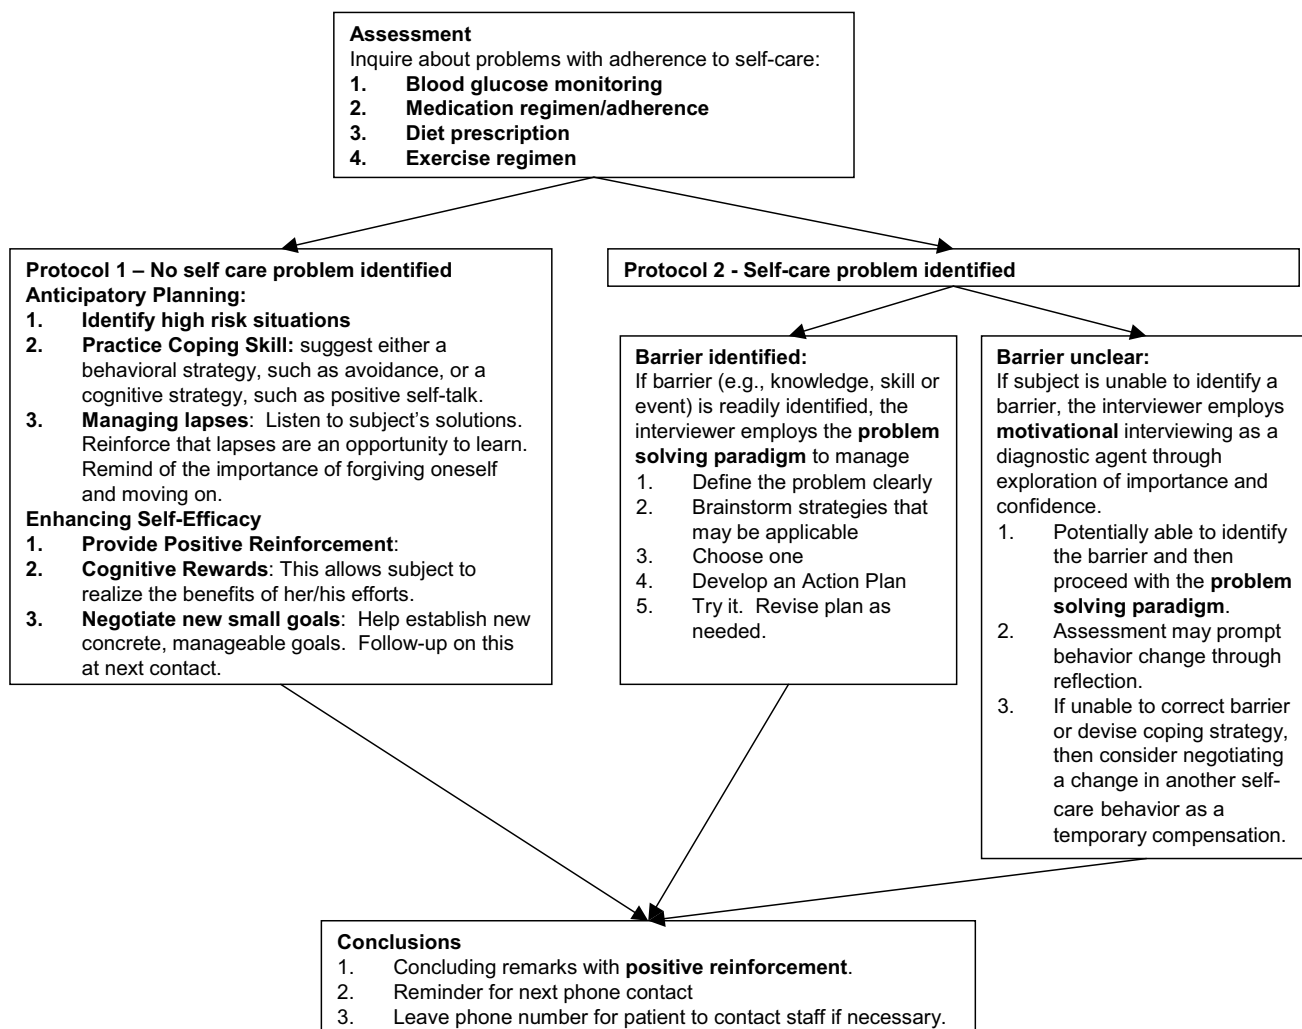 Assessment
Inquire about problems with adherence to self-care:
1. Blood glucose monitoring
2. Medication regimen/adherence
3. Diet prescription
4. Exercise regimen
Protocol 1 – No self care problem identified
Anticipatory Planning:
1. Identify high risk situations
2. Practice Coping Skill: suggest either a
behavioral strategy, such as avoidance, or a
cognitive strategy, such as positive self-talk.
3. Managing lapses: Listen to subject's solutions.
Reinforce that lapses are an opportunity to learn.
Remind of the importance of forgiving oneself
and moving on.
Enhancing Self-Efficacy
1. Provide Positive Reinforcement:
2. Cognitive Rewards: This allows subject to
realize the benefits of her/his efforts.
3. Negotiate new small goals: Help establish new
concrete, manageable goals. Follow-up on this
at next contact.
Protocol 2 - Self-care problem identified
Barrier identified:
If barrier (e.g., knowledge, skill or
event) is readily identified, the
interviewer employs the problem
solving paradigm to manage
1. Define the problem clearly
2. Brainstorm strategies that
may be applicable
3. Choose one
4. Develop an Action Plan
5. Try it. Revise plan as
needed.
Barrier unclear:
If subject is unable to identify a
barrier, the interviewer employs
motivational interviewing as a
diagnostic agent through
exploration of importance and
confidence.
1. Potentially able to identify
the barrier and then
proceed with the problem
solving paradigm.
2. Assessment may prompt
behavior change through
reflection.
3. If unable to correct barrier
or devise coping strategy,
then consider negotiating
a change in another self-
care behavior as a
temporary compensation.
Conclusions
1. Concluding remarks with positive reinforcement.
2. Reminder for next phone contact
3. Leave phone number for patient to contact staff if necessary.